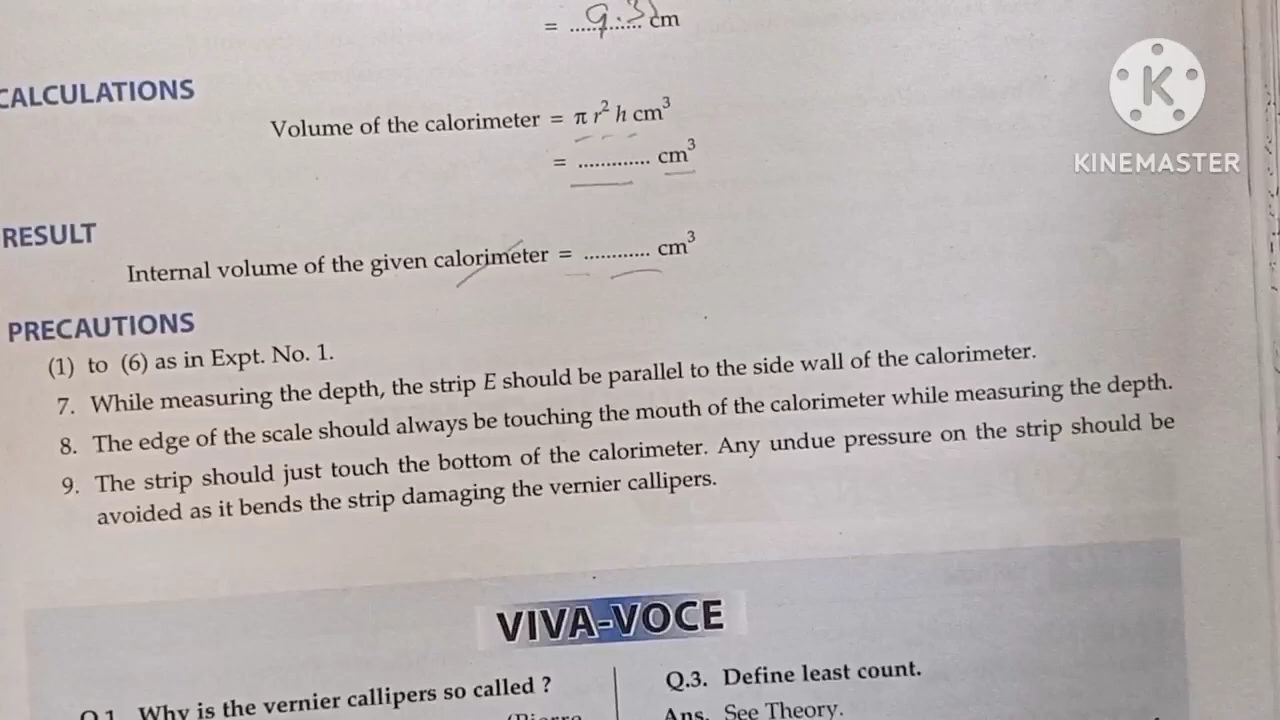 = ............ 9.3 cm
CALCULATIONS
Volume of the calorimeter = π r² h cm³
= ............. cm³
RESULT
Internal volume of the given calorimeter = ............ cm³
PRECAUTIONS
(1) to (6) as in Expt. No. 1.
7. While measuring the depth, the strip E should be parallel to the side wall of the calorimeter.
8. The edge of the scale should always be touching the mouth of the calorimeter while measuring the depth.
9. The strip should just touch the bottom of the calorimeter. Any undue pressure on the strip should be
avoided as it bends the strip damaging the vernier callipers.
VIVA-VOCE
Q.1 Why is the vernier callipers so called ?
Q.3. Define least count.
Ans. See Theory.
K
KINEMASTER